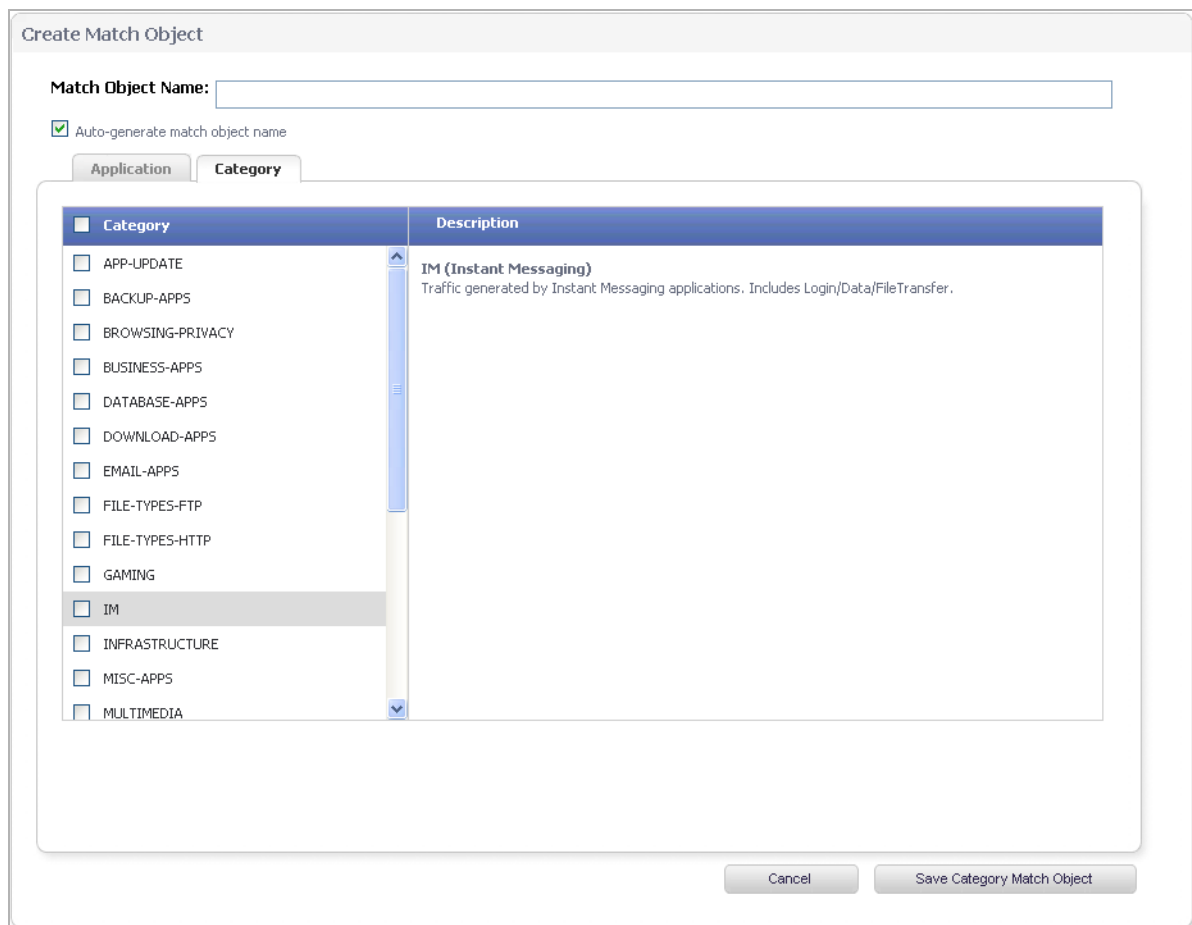 Create Match Object
Match Object Name:
Auto-generate match object name
Application
Category
Category
Description
APP-UPDATE
BACKUP-APPS
BROWSING-PRIVACY
BUSINESS-APPS
DATABASE-APPS
DOWNLOAD-APPS
EMAIL-APPS
FILE-TYPES-FTP
FILE-TYPES-HTTP
GAMING
IM
INFRASTRUCTURE
MISC-APPS
MULTIMEDIA
IM (Instant Messaging)
Traffic generated by Instant Messaging applications. Includes Login/Data/FileTransfer.
Cancel
Save Category Match Object